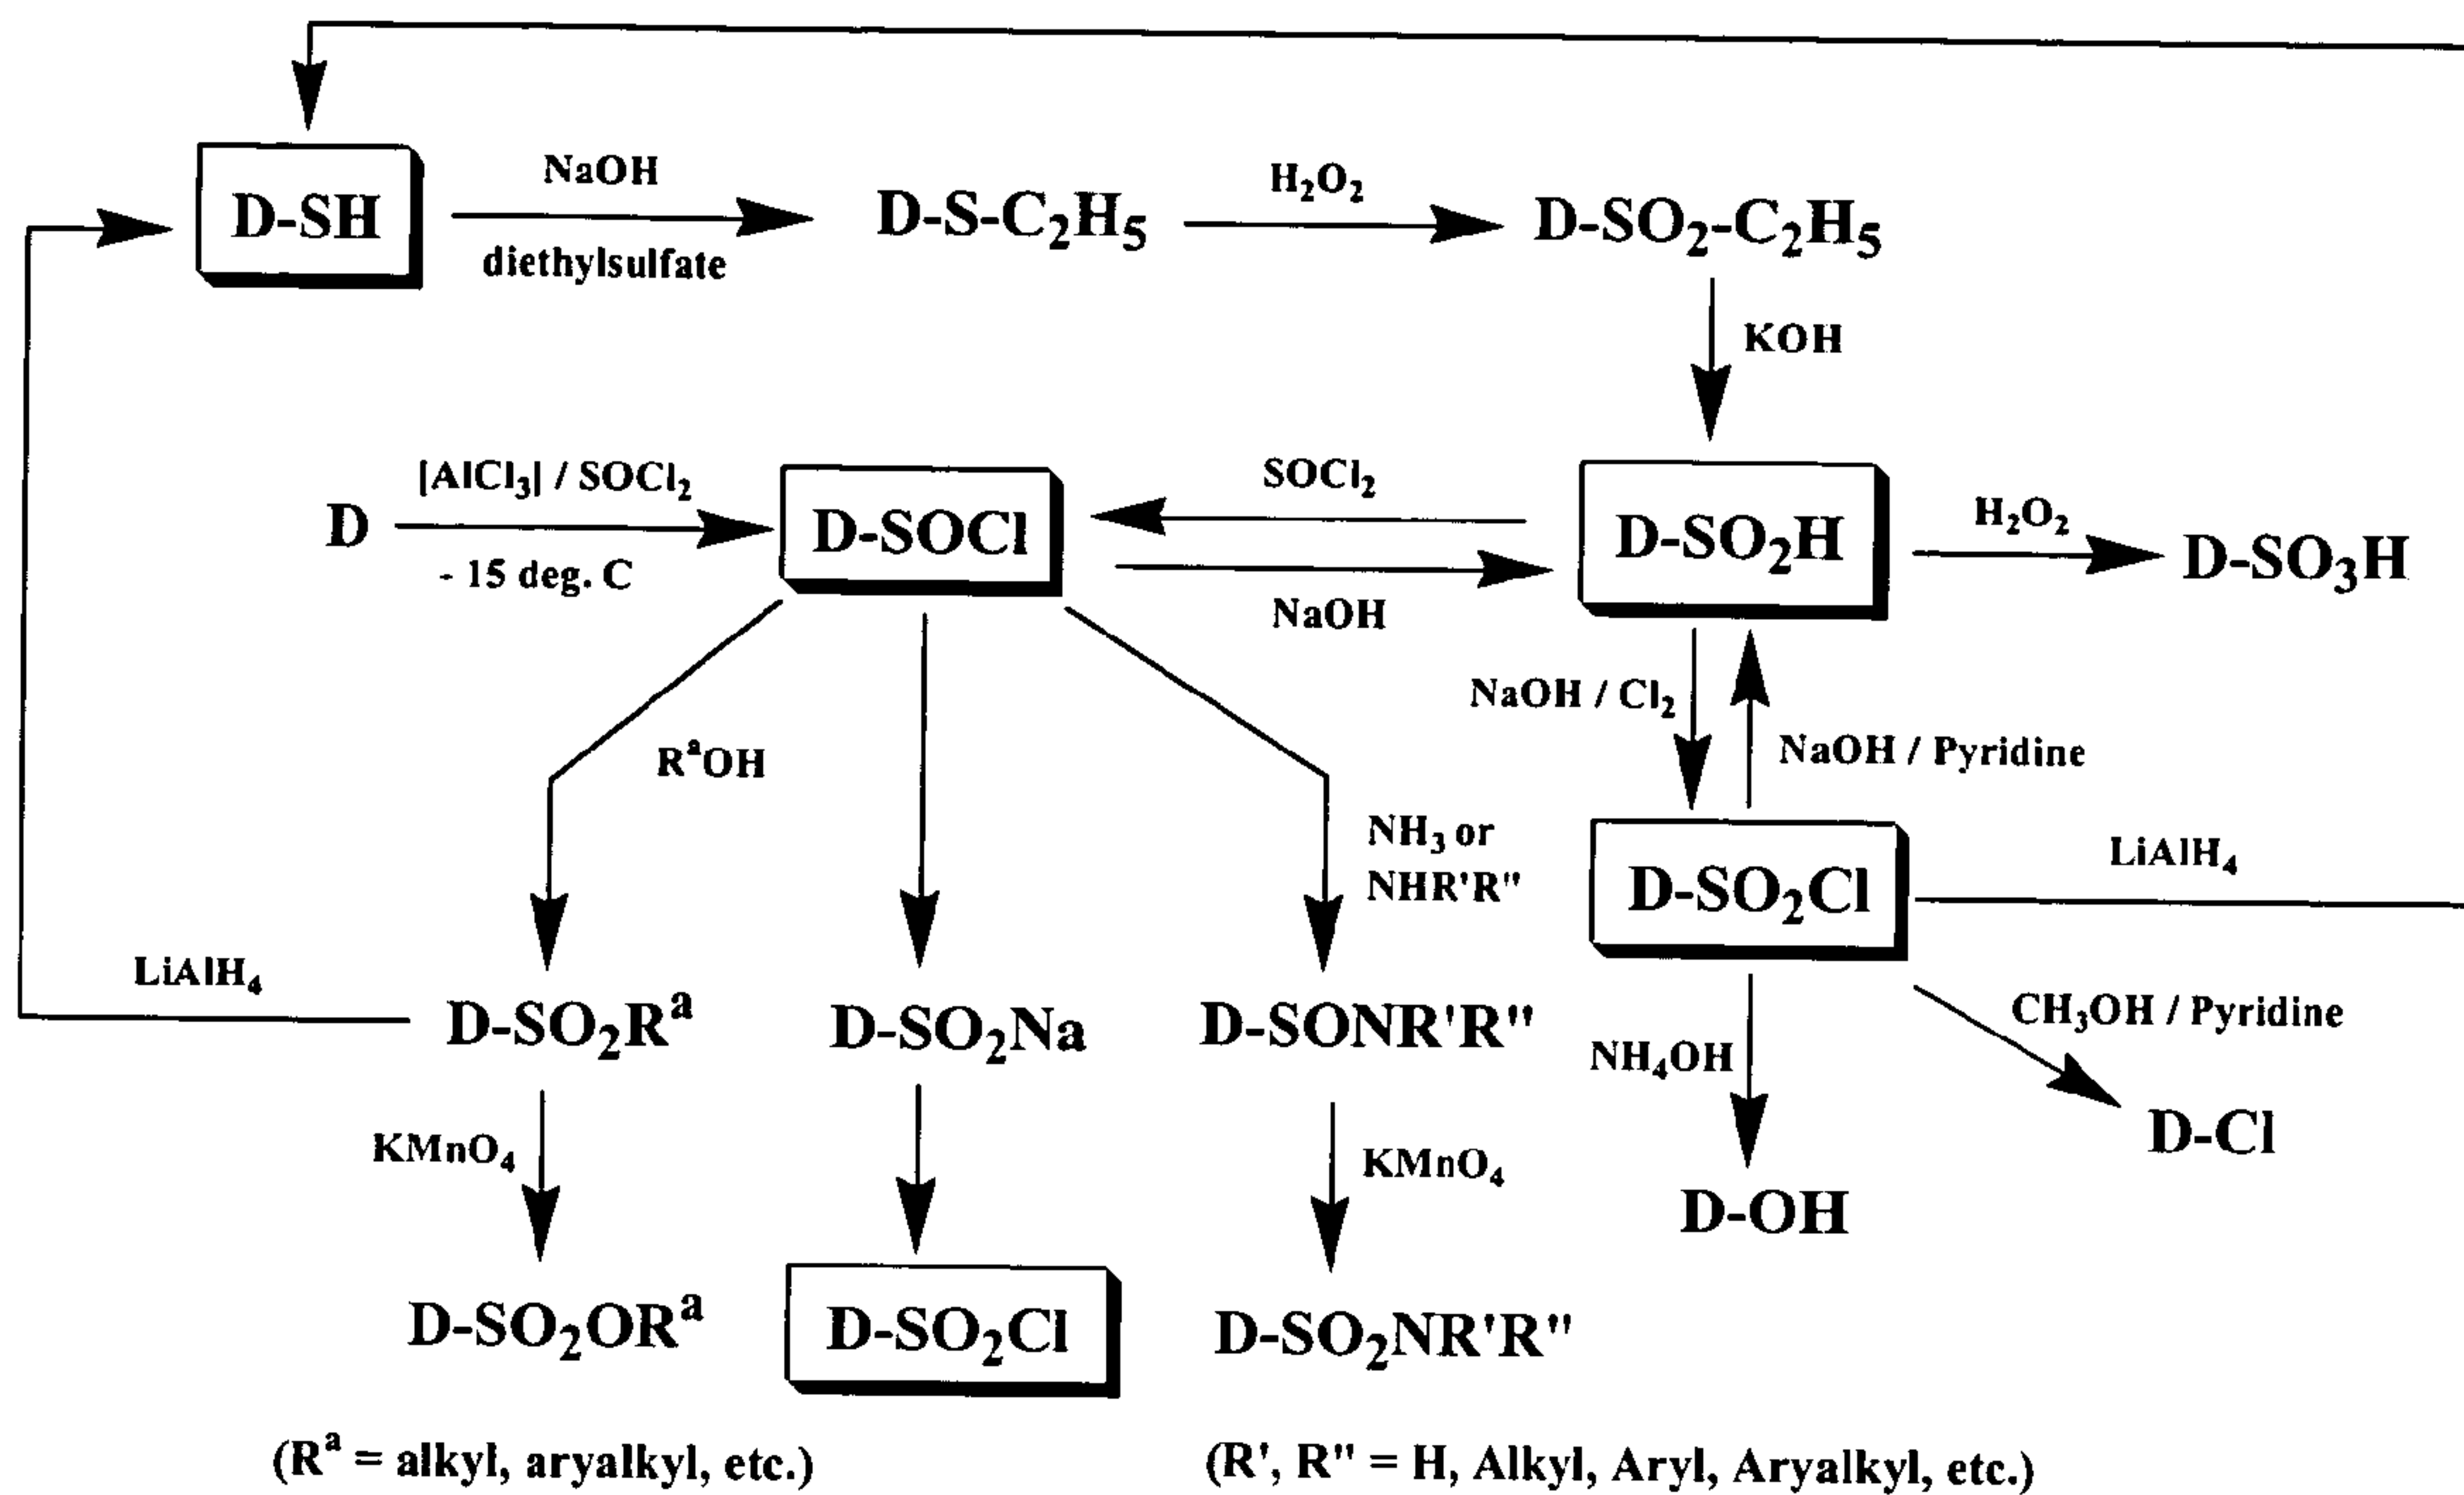 D-SH
NaOH
diethylsulfate
D-S-C₂H₅
H₂O₂
D-SO₂-C₂H₅
KOH
D
[AlCl₃] / SOCl₂
- 15 deg. C
D-SOCl
SOCl₂
NaOH
D-SO₂H
H₂O₂
D-SO₃H
RᵃOH
NH₃ or
NHR'R"
NaOH / Cl₂
NaOH / Pyridine
D-SO₂Cl
LiAlH₄
LiAlH₄
D-SO₂Rᵃ
D-SO₂Na
D-SONR'R"
NH₄OH
CH₃OH / Pyridine
D-Cl
KMnO₄
KMnO₄
D-OH
D-SO₂ORᵃ
D-SO₂Cl
D-SO₂NR'R"
(Rᵃ = alkyl, aryalkyl, etc.)
(R', R" = H, Alkyl, Aryl, Aryalkyl, etc.)